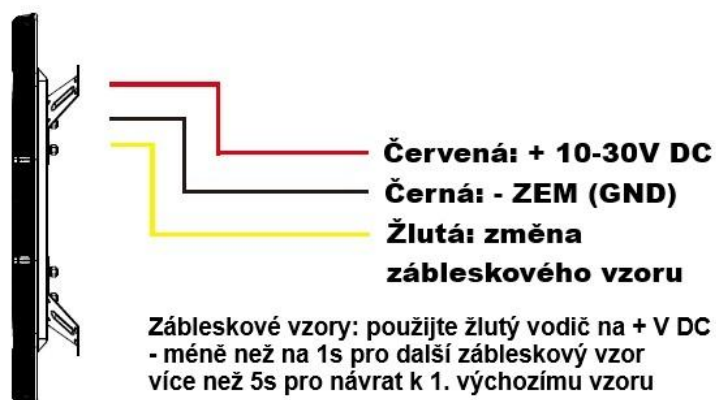 Červená: + 10-30V DC
Černá: - ZEM (GND)
Žlutá: změna
zábleskového vzoru
Zábleskové vzory: použijte žlutý vodič na + V DC
- méně než na 1s pro další zábleskový vzor
více než 5s pro návrat k 1. výchozímu vzoru